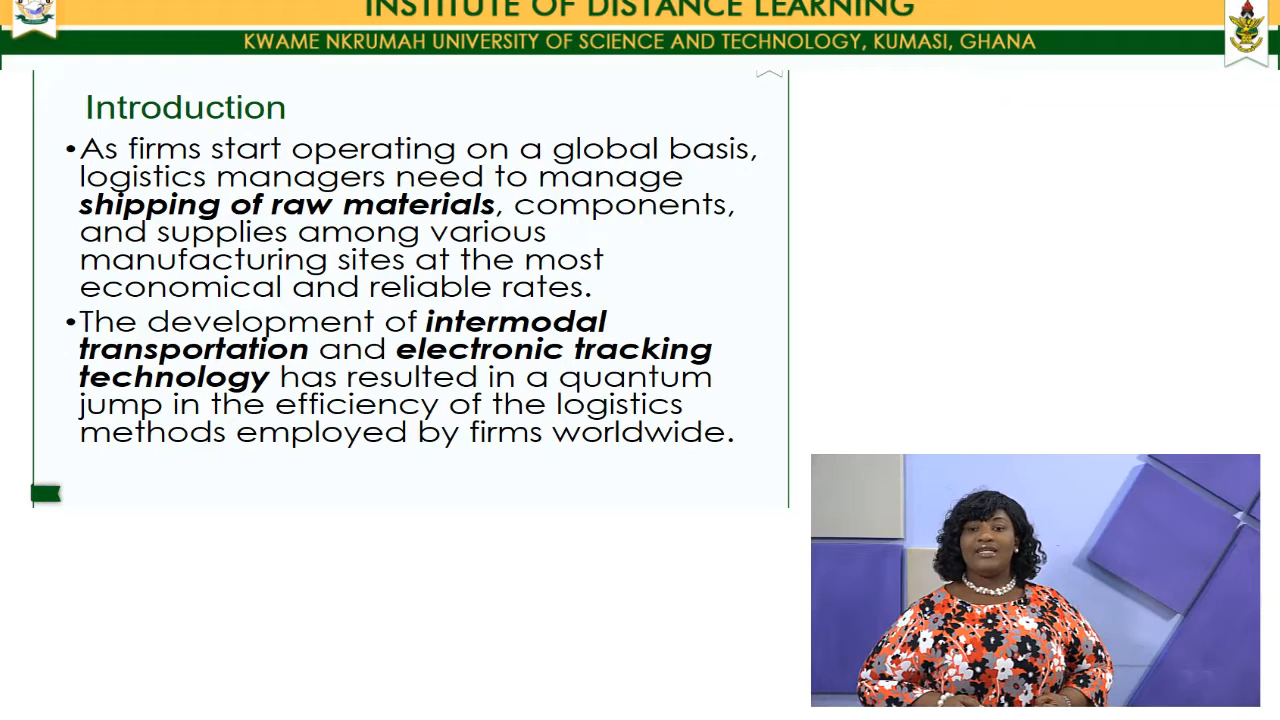 INSTITUTE OF DISTANCE LEARNING
KWAME NKRUMAH UNIVERSITY OF SCIENCE AND TECHNOLOGY, KUMASI, GHANA
Introduction
•As firms start operating on a global basis,
logistics managers need to manage
shipping of raw materials, components,
and supplies among various
manufacturing sites at the most
economical and reliable rates.
•The development of intermodal
transportation and electronic tracking
technology has resulted in a quantum
jump in the efficiency of the logistics
methods employed by firms worldwide.